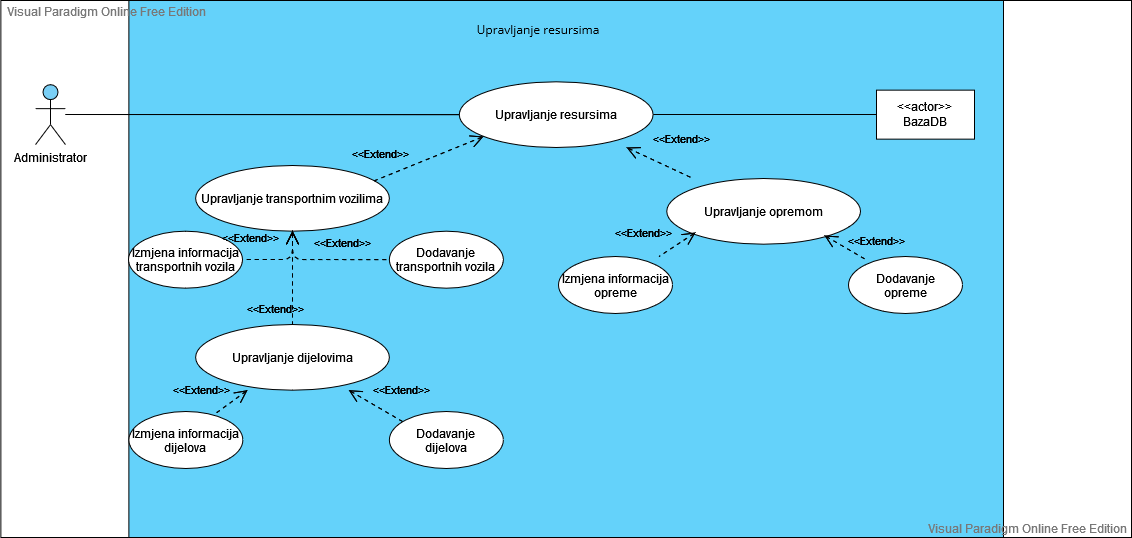 Visual Paradigm Online Free Edition
Upravljanje resursima
Administrator
Upravljanje resursima
<<actor>>
BazaDB
<<Extend>>
<<Extend>>
Upravljanje transportnim vozilima
Upravljanje opremom
<<Extend>>
<<Extend>>
<<Extend>>
<<Extend>>
Izmjena informacija
transportnih vozila
Dodavanje
transportnih vozila
Izmjena informacija
opreme
Dodavanje
opreme
<<Extend>>
Upravljanje dijelovima
<<Extend>>
<<Extend>>
Izmjena informacija
dijelova
Dodavanje
dijelova
Visual Paradigm Online Free Edition